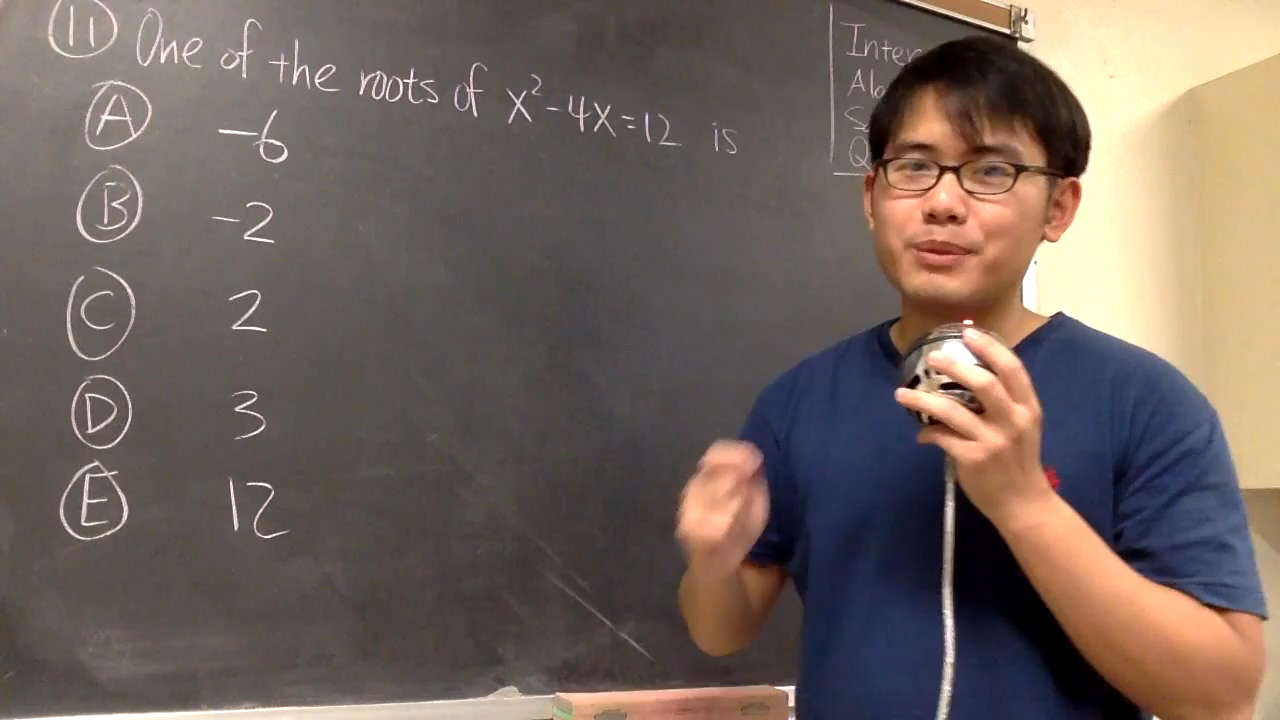 11 One of the roots of x²-4x=12 is
A -6
B -2
C 2
D 3
E 12